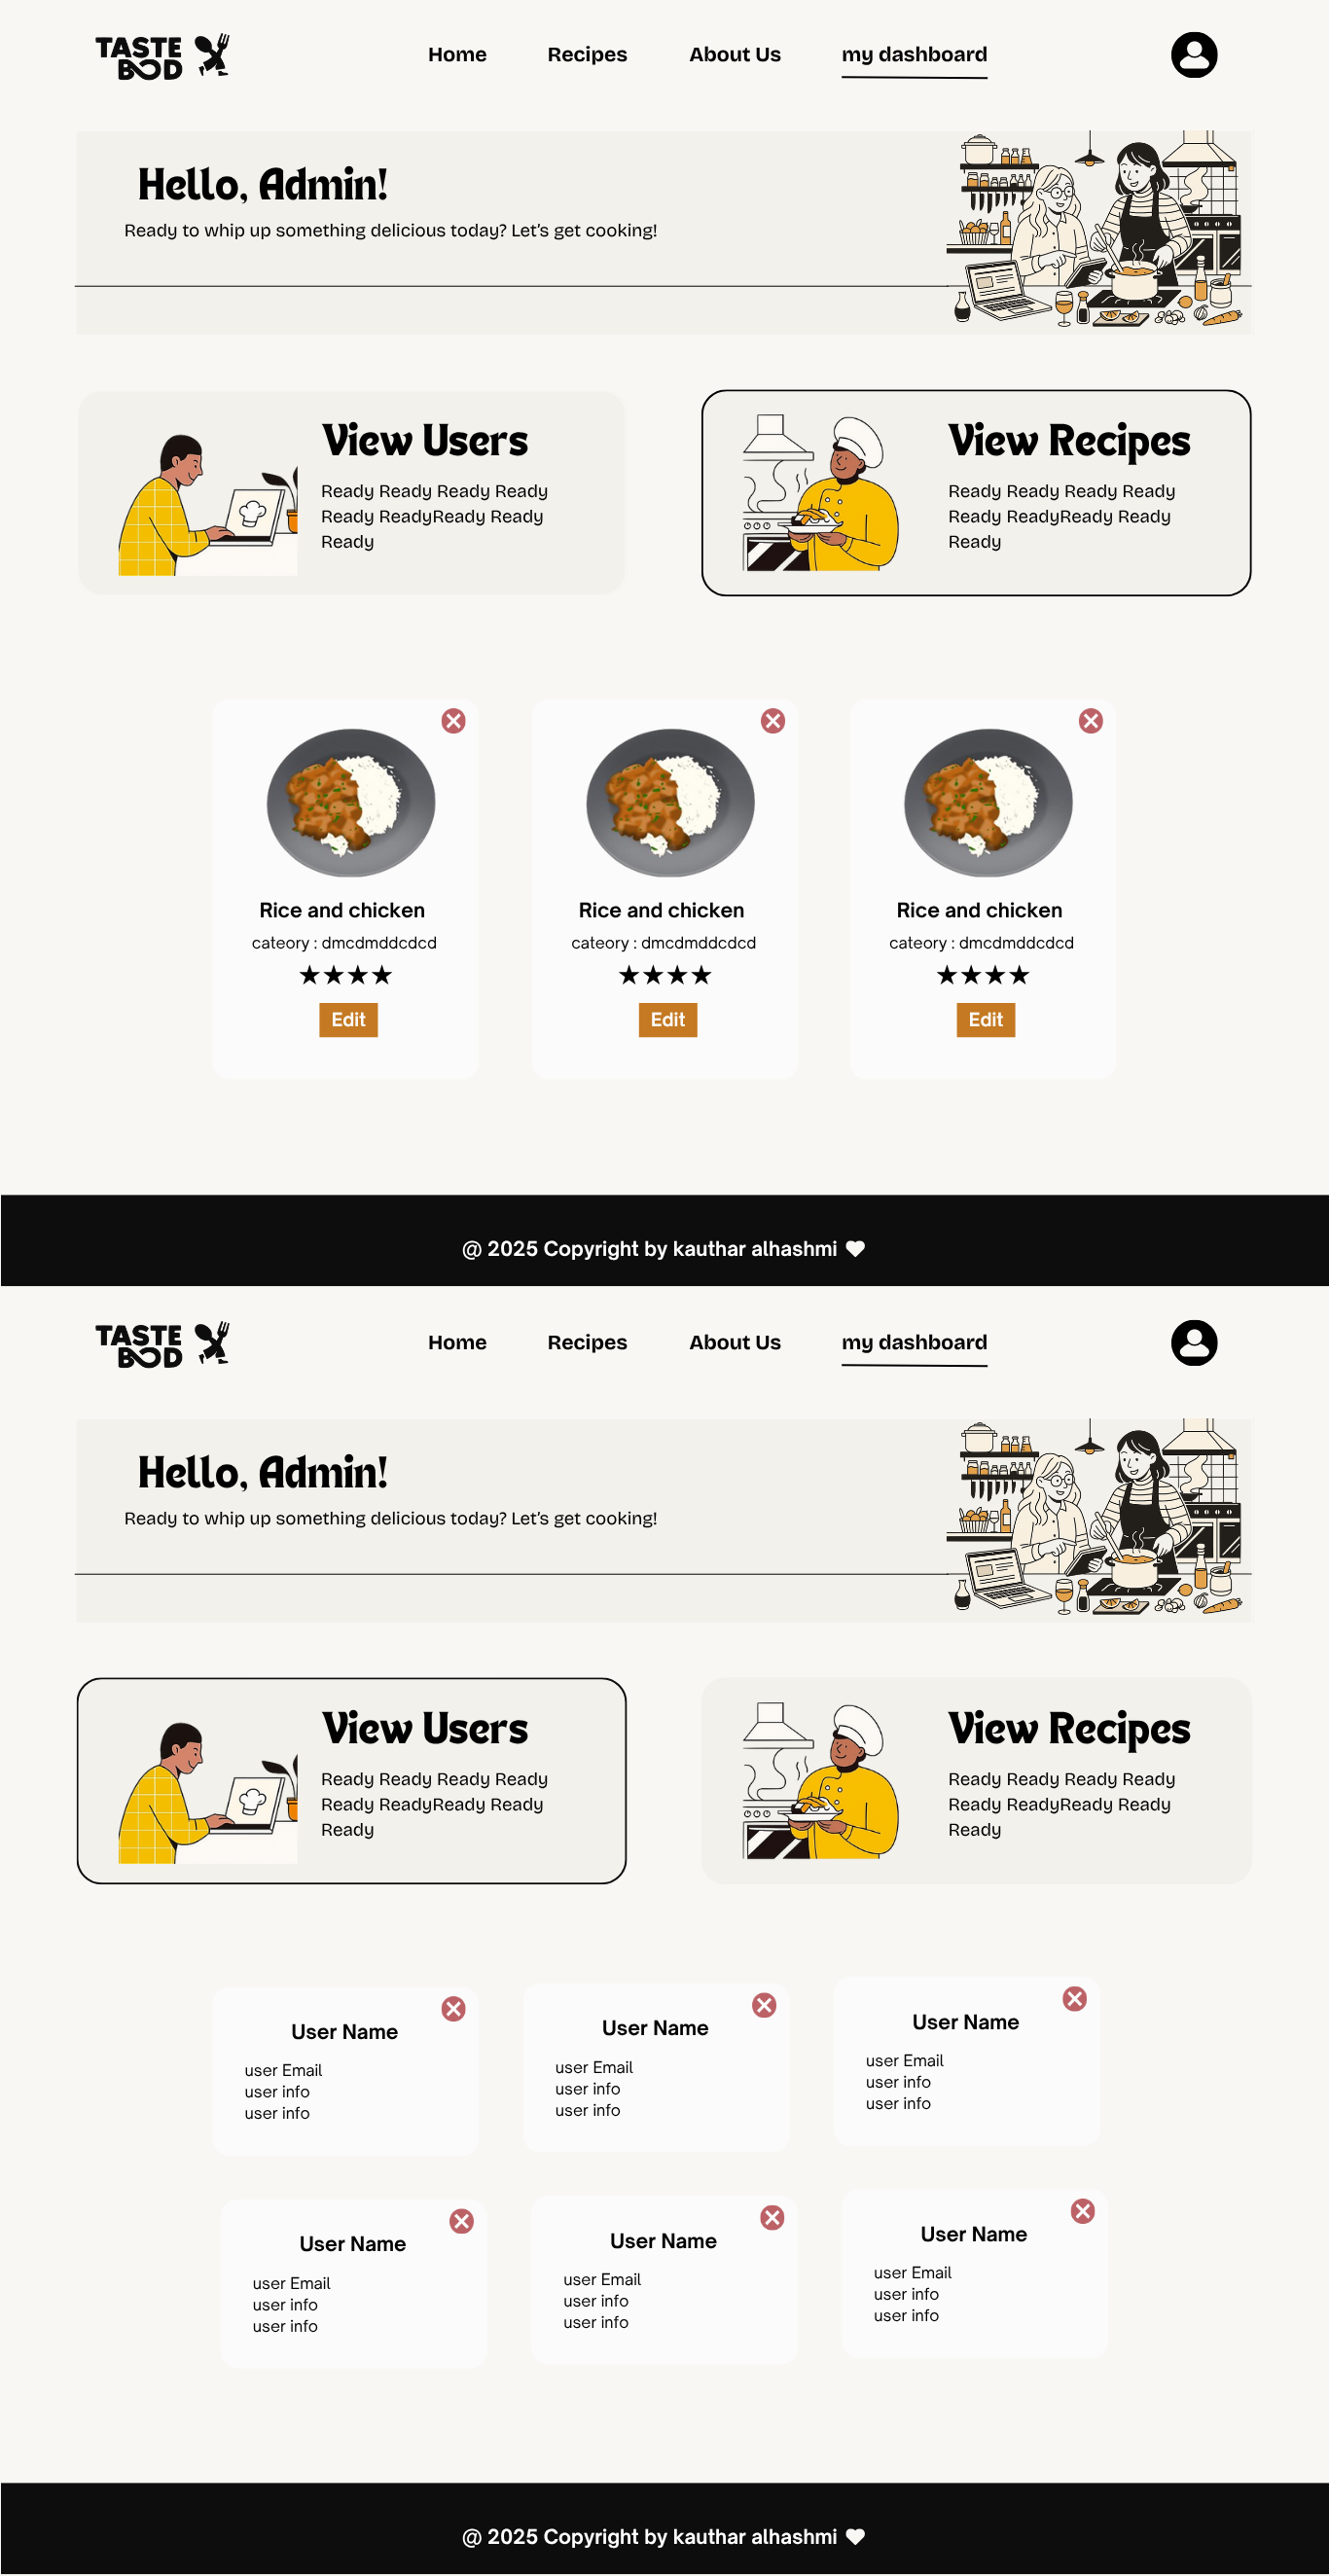 TASTE
BOD
Home Recipes About Us my dashboard
Hello, Admin!
Ready to whip up something delicious today? Let's get cooking!
View Users
Ready Ready Ready Ready
Ready ReadyReady Ready
Ready
View Recipes
Ready Ready Ready Ready
Ready ReadyReady Ready
Ready
Rice and chicken
cateory : dmcdmddcdcd
★★★★
Edit
Rice and chicken
cateory : dmcdmddcdcd
★★★★
Edit
Rice and chicken
cateory : dmcdmddcdcd
★★★★
Edit
@ 2025 Copyright by kauthar alhashmi ♥
TASTE
BOD
Home Recipes About Us my dashboard
Hello, Admin!
Ready to whip up something delicious today? Let's get cooking!
View Users
Ready Ready Ready Ready
Ready ReadyReady Ready
Ready
View Recipes
Ready Ready Ready Ready
Ready ReadyReady Ready
Ready
User Name
user Email
user info
user info
User Name
user Email
user info
user info
User Name
user Email
user info
user info
User Name
user Email
user info
user info
User Name
user Email
user info
user info
User Name
user Email
user info
user info
@ 2025 Copyright by kauthar alhashmi ♥